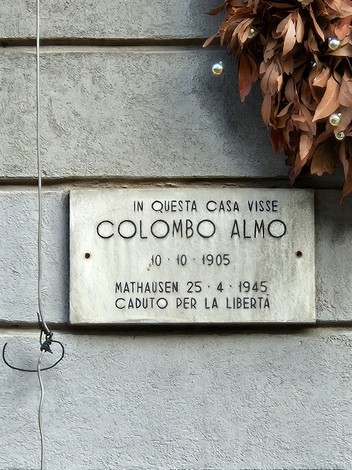 IN QUESTA CASA VISSE
COLOMBO ALMO
10 · 10 · 1905
MATHAUSEN 25 · 4 · 1945
CADUTO PER LA LIBERTÀ